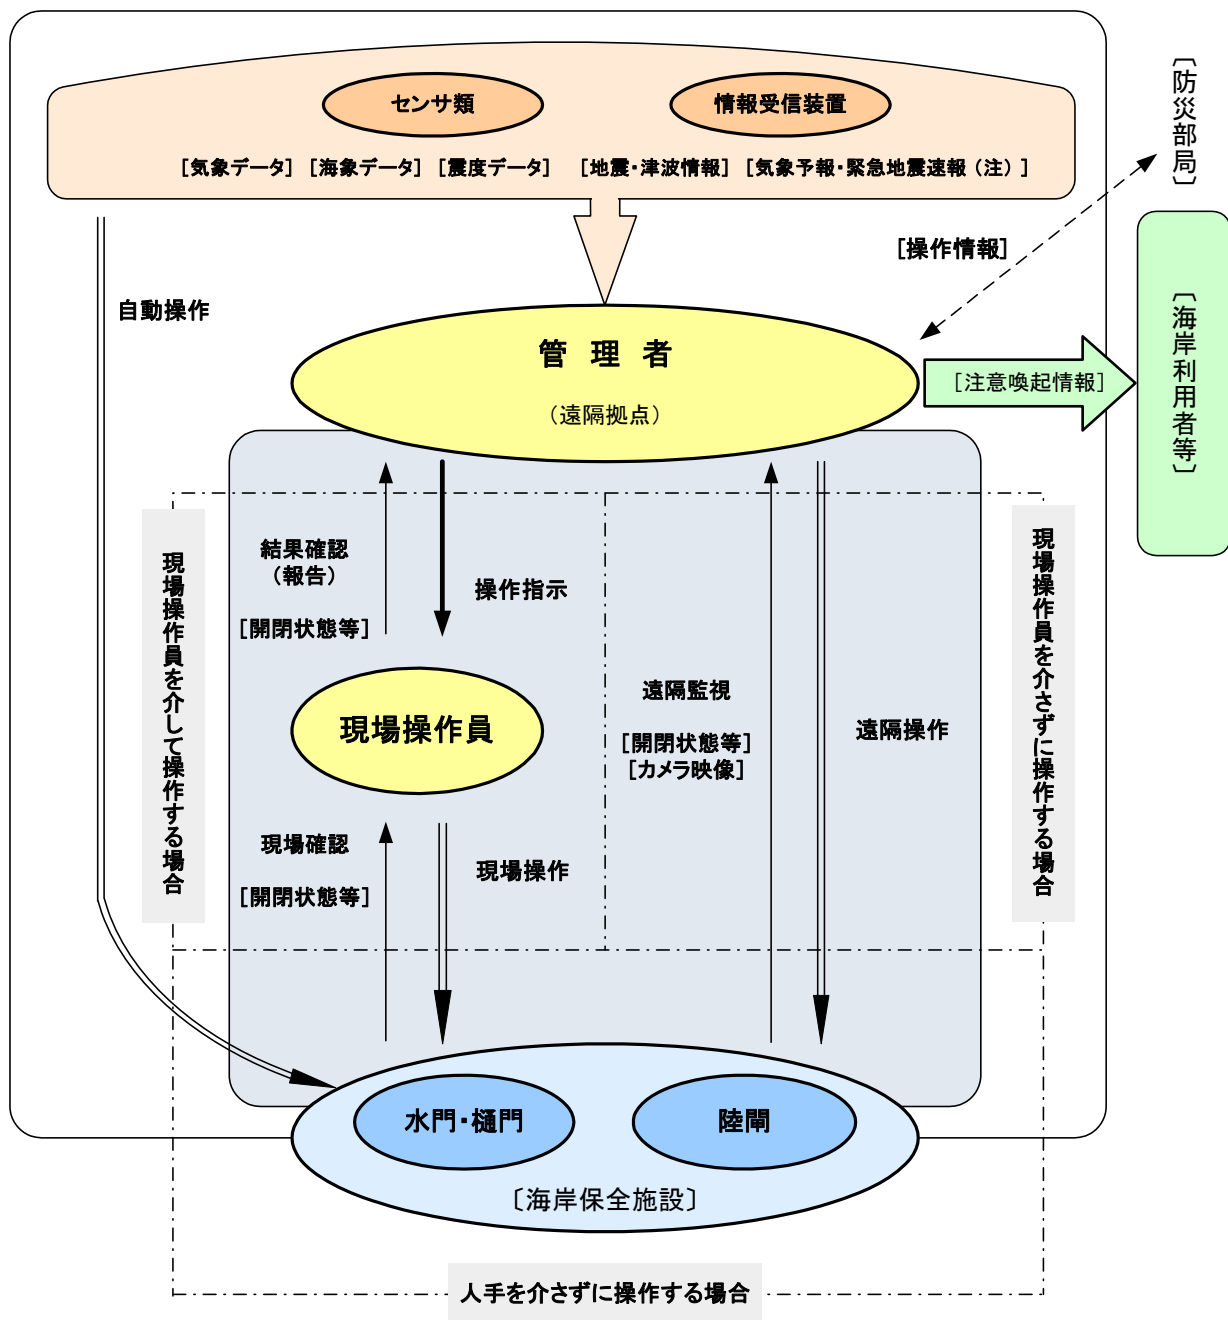 センサ類
情報受信装置
[気象データ] [海象データ] [震度データ] [地震・津波情報] [気象予報・緊急地震速報（注）]
〔防災部局〕
[操作情報]
自動操作
管 理 者
（遠隔拠点）
[注意喚起情報]
〔海岸利用者等〕
現場操作員を介して操作する場合
結果確認
（報告）
[開閉状態等]
操作指示
現場操作員
現場確認
[開閉状態等]
現場操作
遠隔監視
[開閉状態等]
[カメラ映像]
遠隔操作
現場操作員を介さずに操作する場合
水門・樋門
陸閘
〔海岸保全施設〕
人手を介さずに操作する場合